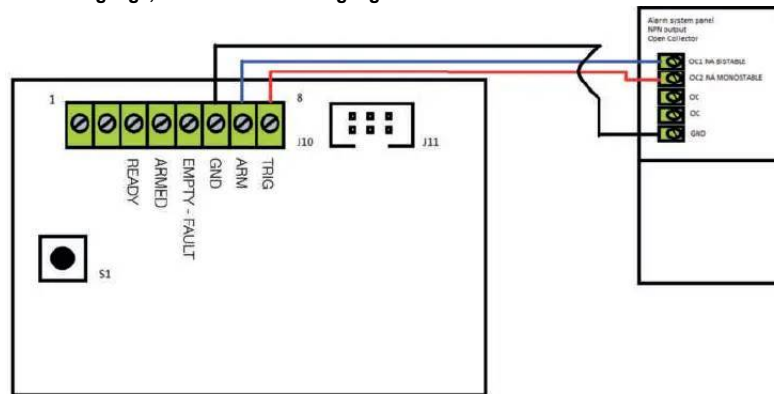 Alarm system panel
NPN output
Open Collector
OC1 NA BISTABLE
OC2 NA MONOSTABLE
OC
OC
GND
1
8
J10
J11
READY
ARMED
EMPTY - FAULT
GND
ARM
TRIG
S1